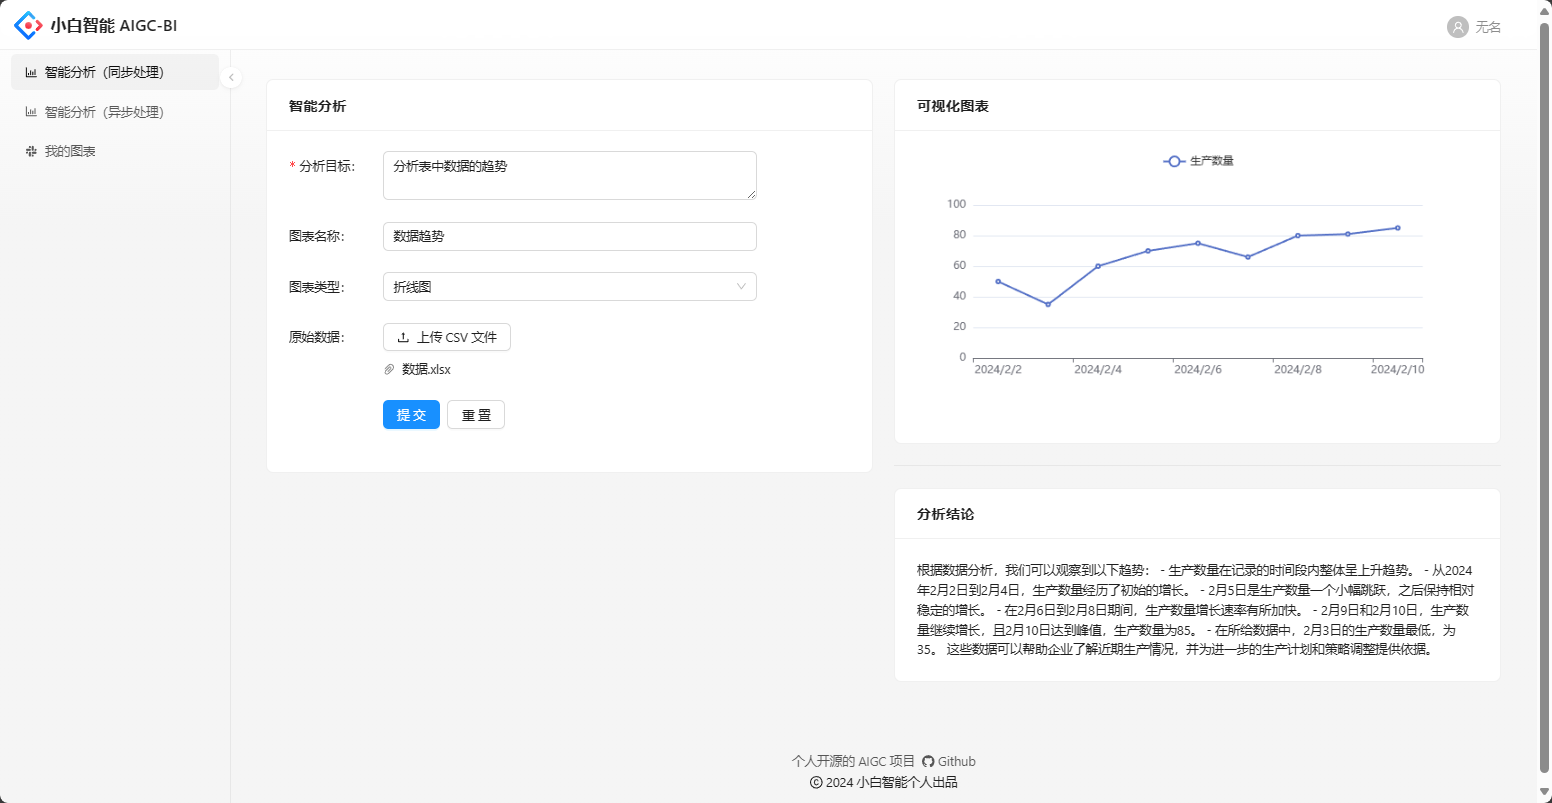 小白智能 AIGC-BI
无名
智能分析（同步处理）
智能分析（异步处理）
我的图表
智能分析
* 分析目标：
分析表中数据的趋势
图表名称：
数据趋势
图表类型：
折线图
原始数据：
上传 CSV 文件
数据.xlsx
提 交
重 置
可视化图表
生产数量
100
80
60
40
20
0
2024/2/2 2024/2/4 2024/2/6 2024/2/8 2024/2/10
分析结论
根据数据分析，我们可以观察到以下趋势： - 生产数量在记录的时间段内整体呈上升趋势。 - 从2024
年2月2日到2月4日，生产数量经历了初始的增长。 - 2月5日是生产数量一个小幅跳跃，之后保持相对
稳定的增长。 - 在2月6日到2月8日期间，生产数量增长速率有所加快。 - 2月9日和2月10日，生产数
量继续增长，且2月10日达到峰值，生产数量为85。 - 在所给数据中，2月3日的生产数量最低，为
35。 这些数据可以帮助企业了解近期生产情况，并为进一步的生产计划和策略调整提供依据。
个人开源的 AIGC 项目 Github
© 2024 小白智能个人出品